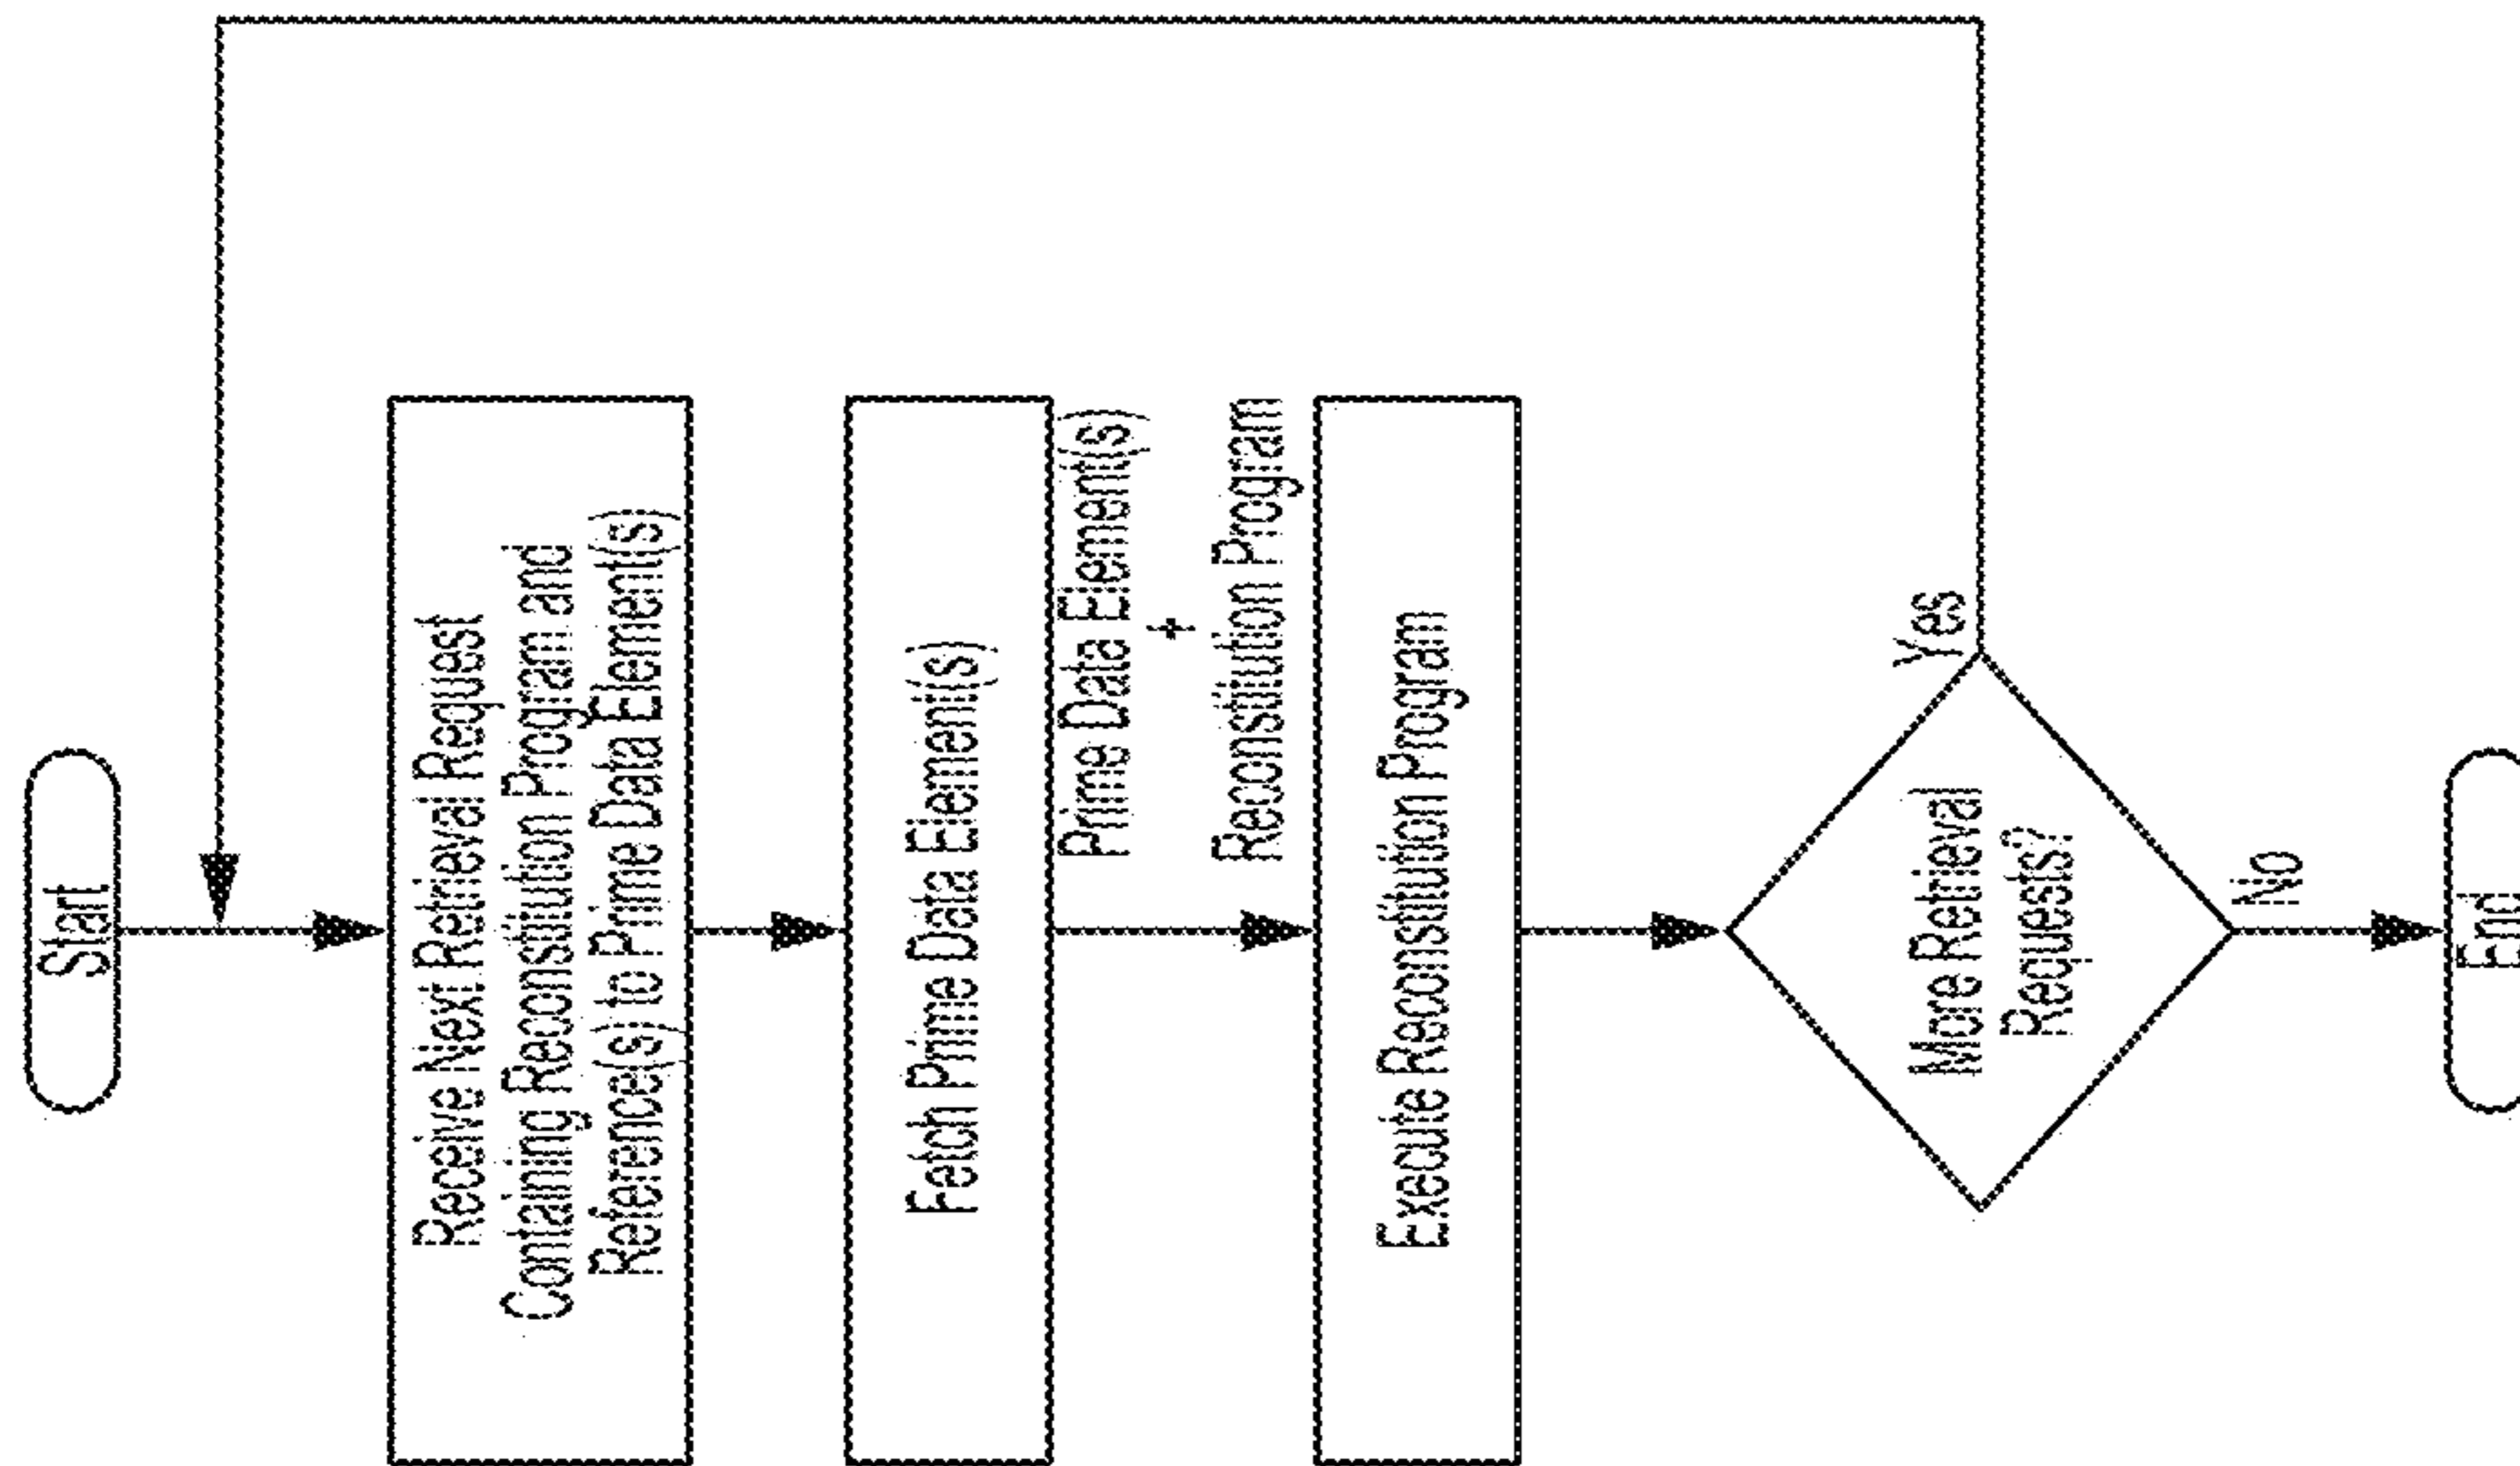 Start
Receive Next Retrieval Request
Containing Reconstitution Program and
Reference(s) to Prime Data Element(s)
Fetch Prime Data Element(s)
Prime Data Element(s)
+
Reconstitution Program
Execute Reconstitution Program
More Retrieval
Requests?
Yes
No
End